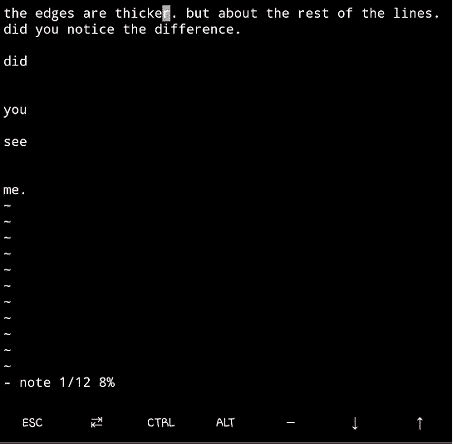 the edges are thicker. but about the rest of the lines.
did you notice the difference.
did
you
see
me.
~
~
~
~
~
~
~
~
~
~
~
- note 1/12 8%
ESC ⇄ CTRL ALT — ↓ ↑